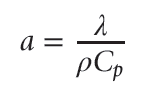 a = λ / ρC_p